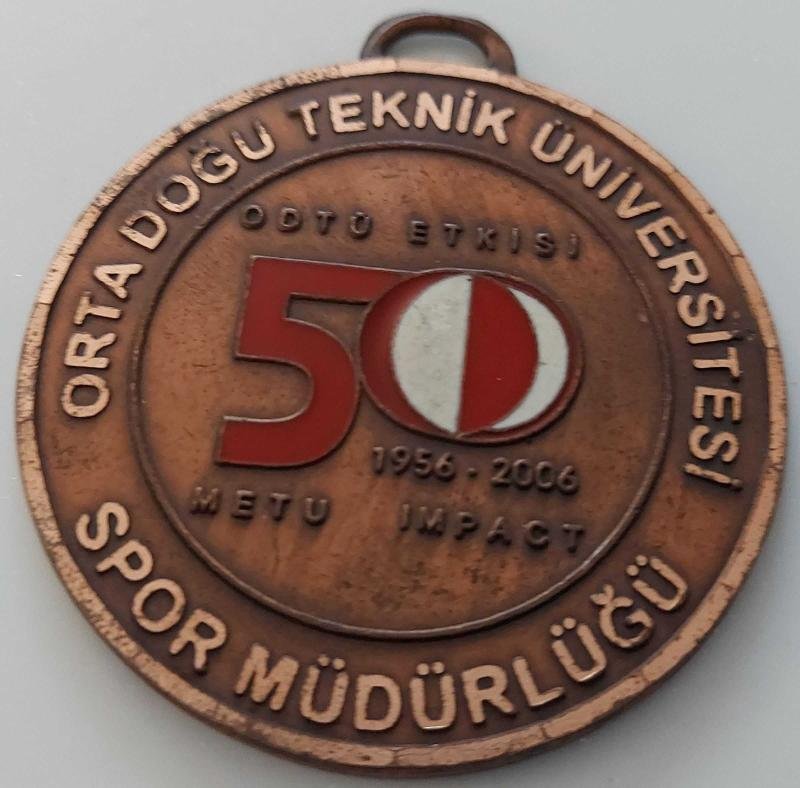 ORTA DOĞU TEKNİK ÜNİVERSİTESİ
ODTÜ ETKİSİ
50
1956 - 2006
METU IMPACT
SPOR MÜDÜRLÜĞÜ